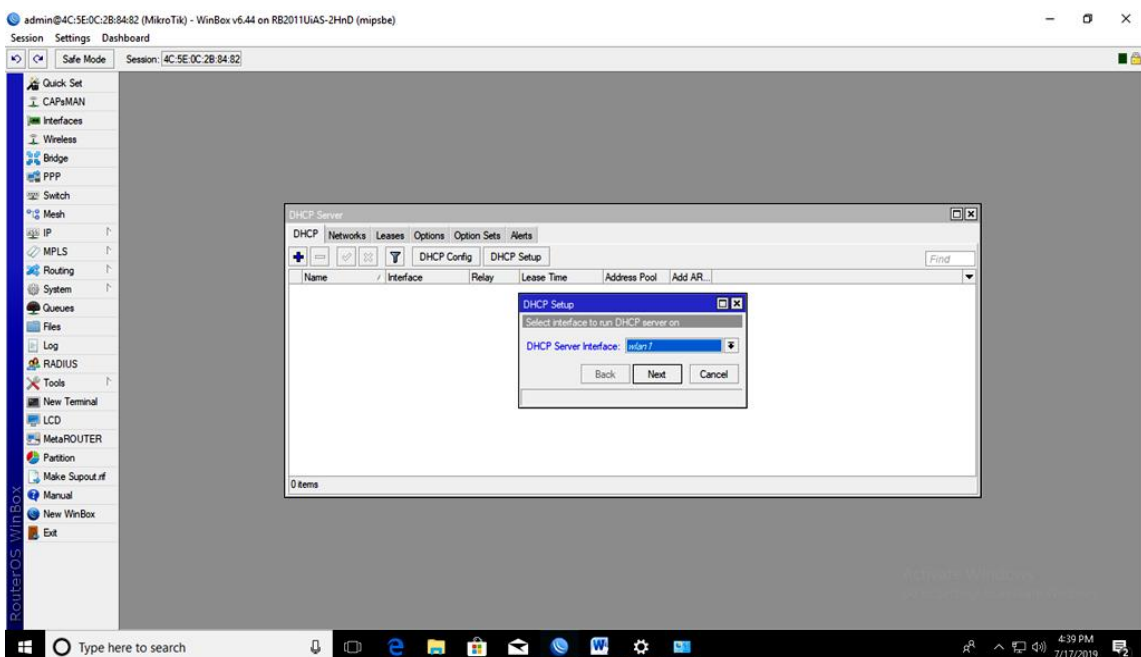 admin@4C:5E:0C:2B:84:82 (MikroTik) - WinBox v6.44 on RB2011UiAS-2HnD (mipsbe)
Session Settings Dashboard
Safe Mode Session: 4C:5E:0C:2B:84:82
Quick Set
CAPsMAN
Interfaces
Wireless
Bridge
PPP
Switch
Mesh
IP
MPLS
Routing
System
Queues
Files
Log
RADIUS
Tools
New Terminal
LCD
MetaROUTER
Partition
Make Supout.rif
Manual
New WinBox
Exit
RouterOS WinBox
DHCP Server
DHCP Networks Leases Options Option Sets Alerts
DHCP Config DHCP Setup Find
Name Interface Relay Lease Time Address Pool Add AR...
DHCP Setup
Select interface to run DHCP server on
DHCP Server Interface: wlan1
Back Next Cancel
0 items
Activate Windows
Type here to search
4:39 PM
7/17/2019